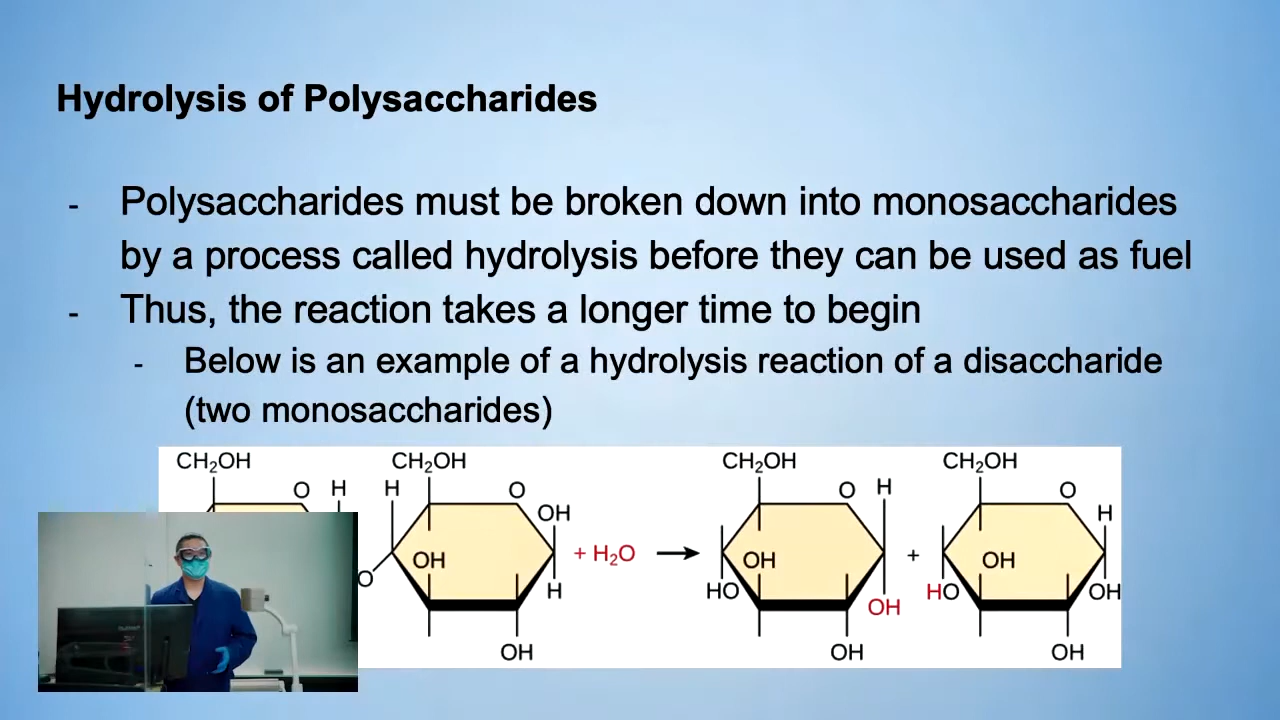 Hydrolysis of Polysaccharides
- Polysaccharides must be broken down into monosaccharides
by a process called hydrolysis before they can be used as fuel
- Thus, the reaction takes a longer time to begin
- Below is an example of a hydrolysis reaction of a disaccharide
(two monosaccharides)
CH₂OH CH₂OH CH₂OH CH₂OH
O H H O O H O
OH H
+ H₂O +
OH OH OH
O H HO OH HO OH
OH OH OH